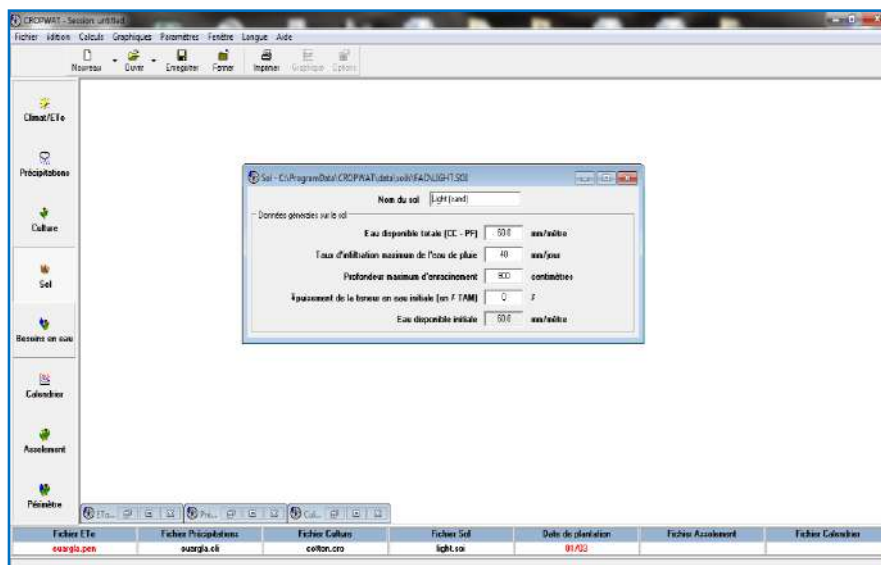 CROPWAT - Session: untitled
Fichier Edition Calculs Graphiques Paramètres Fenêtre Langue Aide
Nouveau Ouvrir Enregistrer Fermer Imprimer Graphique Options
Climat/ETo
Précipitations
Culture
Sol
Besoins en eau
Calendrier
Assolement
Périmètre
Sol - C:\ProgramData\CROPWAT\data\soils\FAO\LIGHT.SOI
Nom du sol Light (sand)
Données générales sur le sol
Eau disponible totale (CC - PF) 60.0 mm/mètre
Taux d'infiltration maximum de l'eau de pluie 40 mm/jour
Profondeur maximum d'enracinement 900 centimètres
Epuisement de la teneur en eau initiale (en % TAM) 0 %
Eau disponible initiale 60.0 mm/mètre
ETo... Pré... Cul...
Fichier ETo Fichier Précipitations Fichier Culture Fichier Sol Date de plantation Fichier Assolement Fichier Calendrier
ouargla.pen ouargla.cli cotton.cro light.soi 01/03